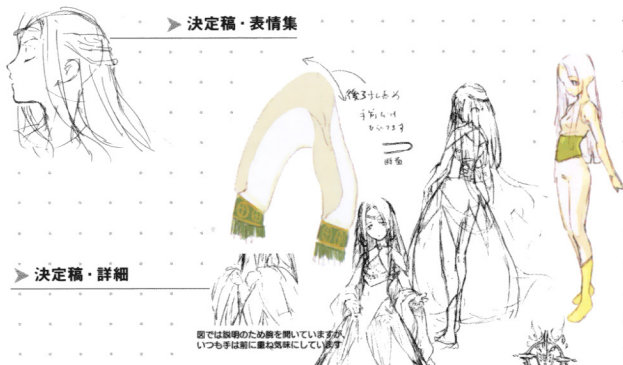 決定稿・表情集
断面
決定稿・詳細
図では説明のため腕を開いていますが、
いつも手は前に重ね気味にしています